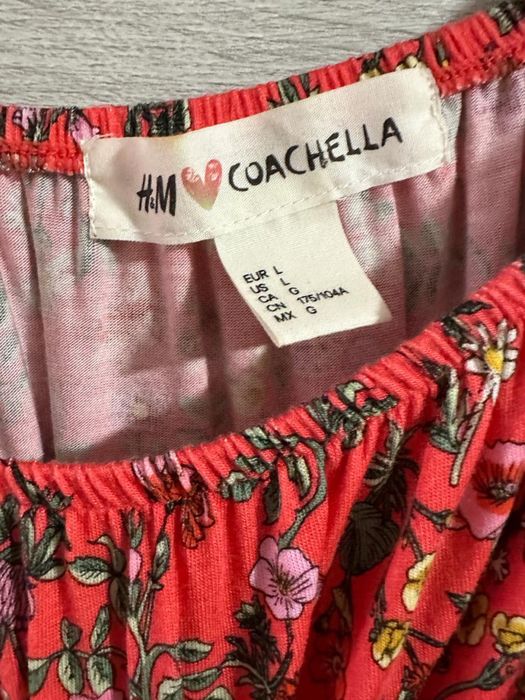 H&M COACHELLA
EUR L
US L
CA G
CN 175/104A
MX G